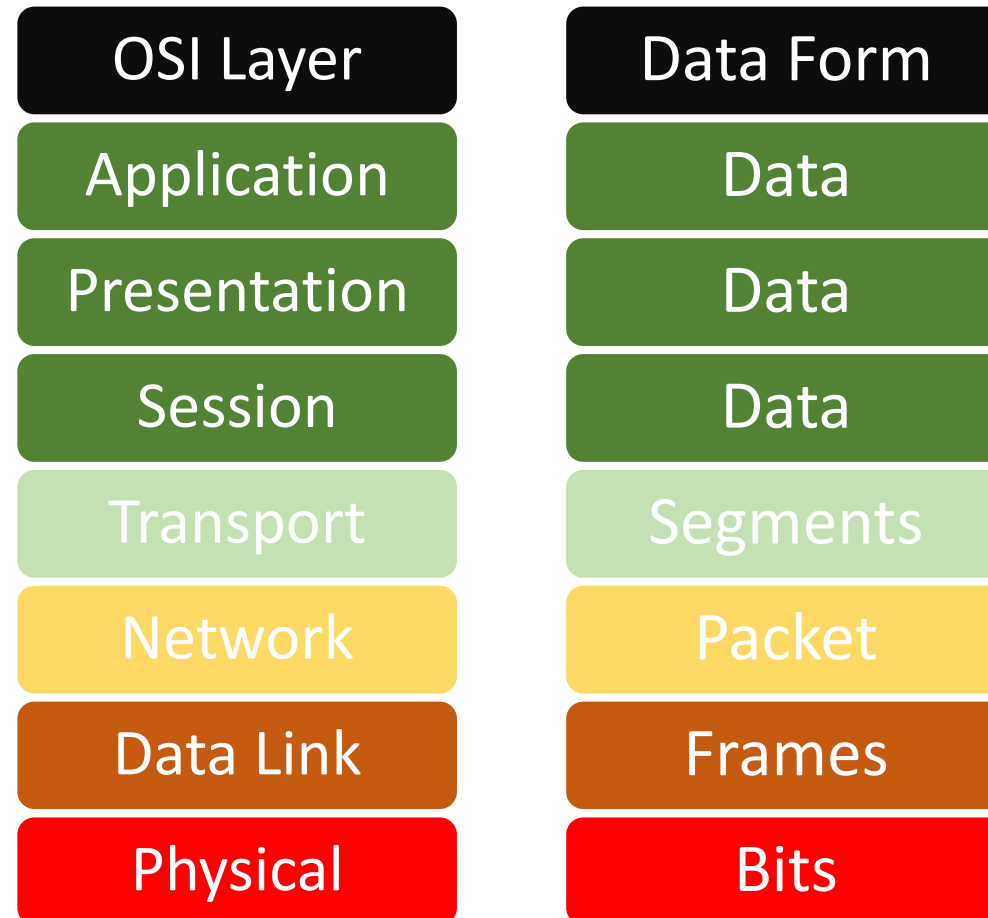 OSI Layer Data Form
Application Data
Presentation Data
Session Data
Transport Segments
Network Packet
Data Link Frames
Physical Bits